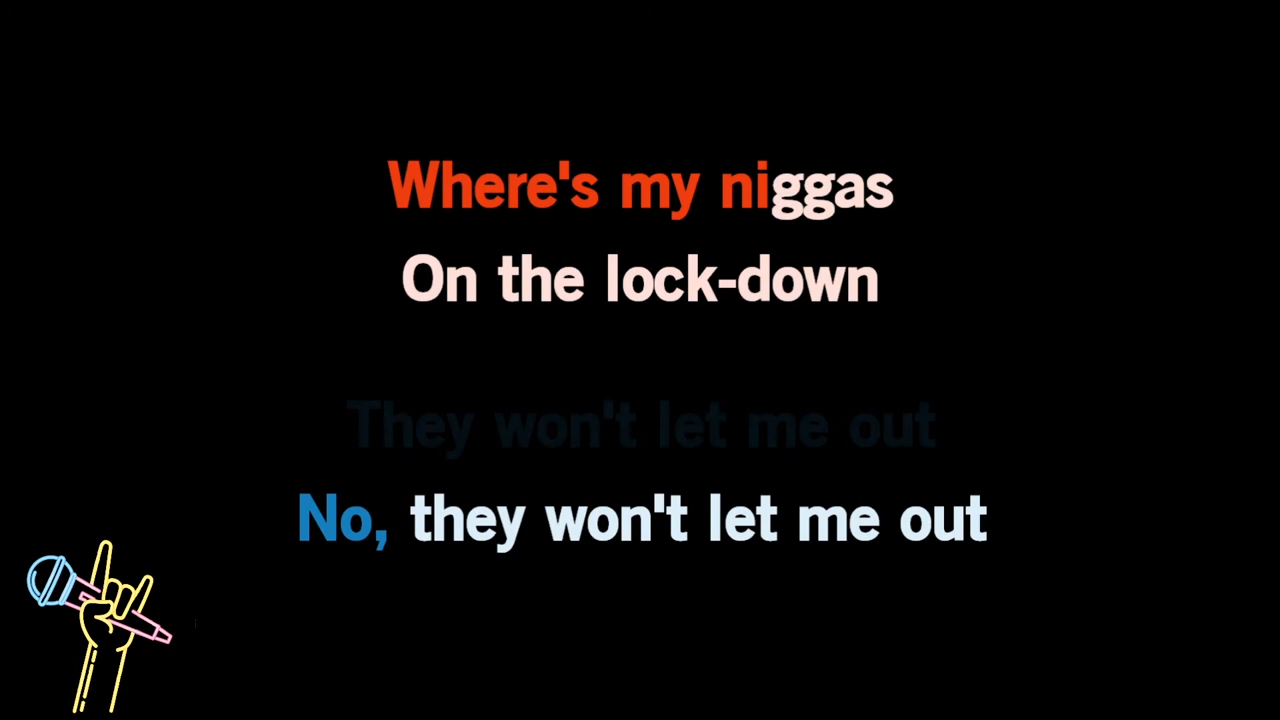 Where's my niggas
On the lock-down
They won't let me out
No, they won't let me out